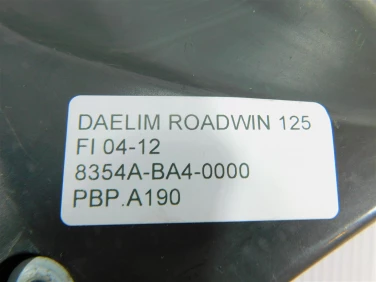 DAELIM ROADWIN 125
FI 04-12
8354A-BA4-0000
PBP.A190